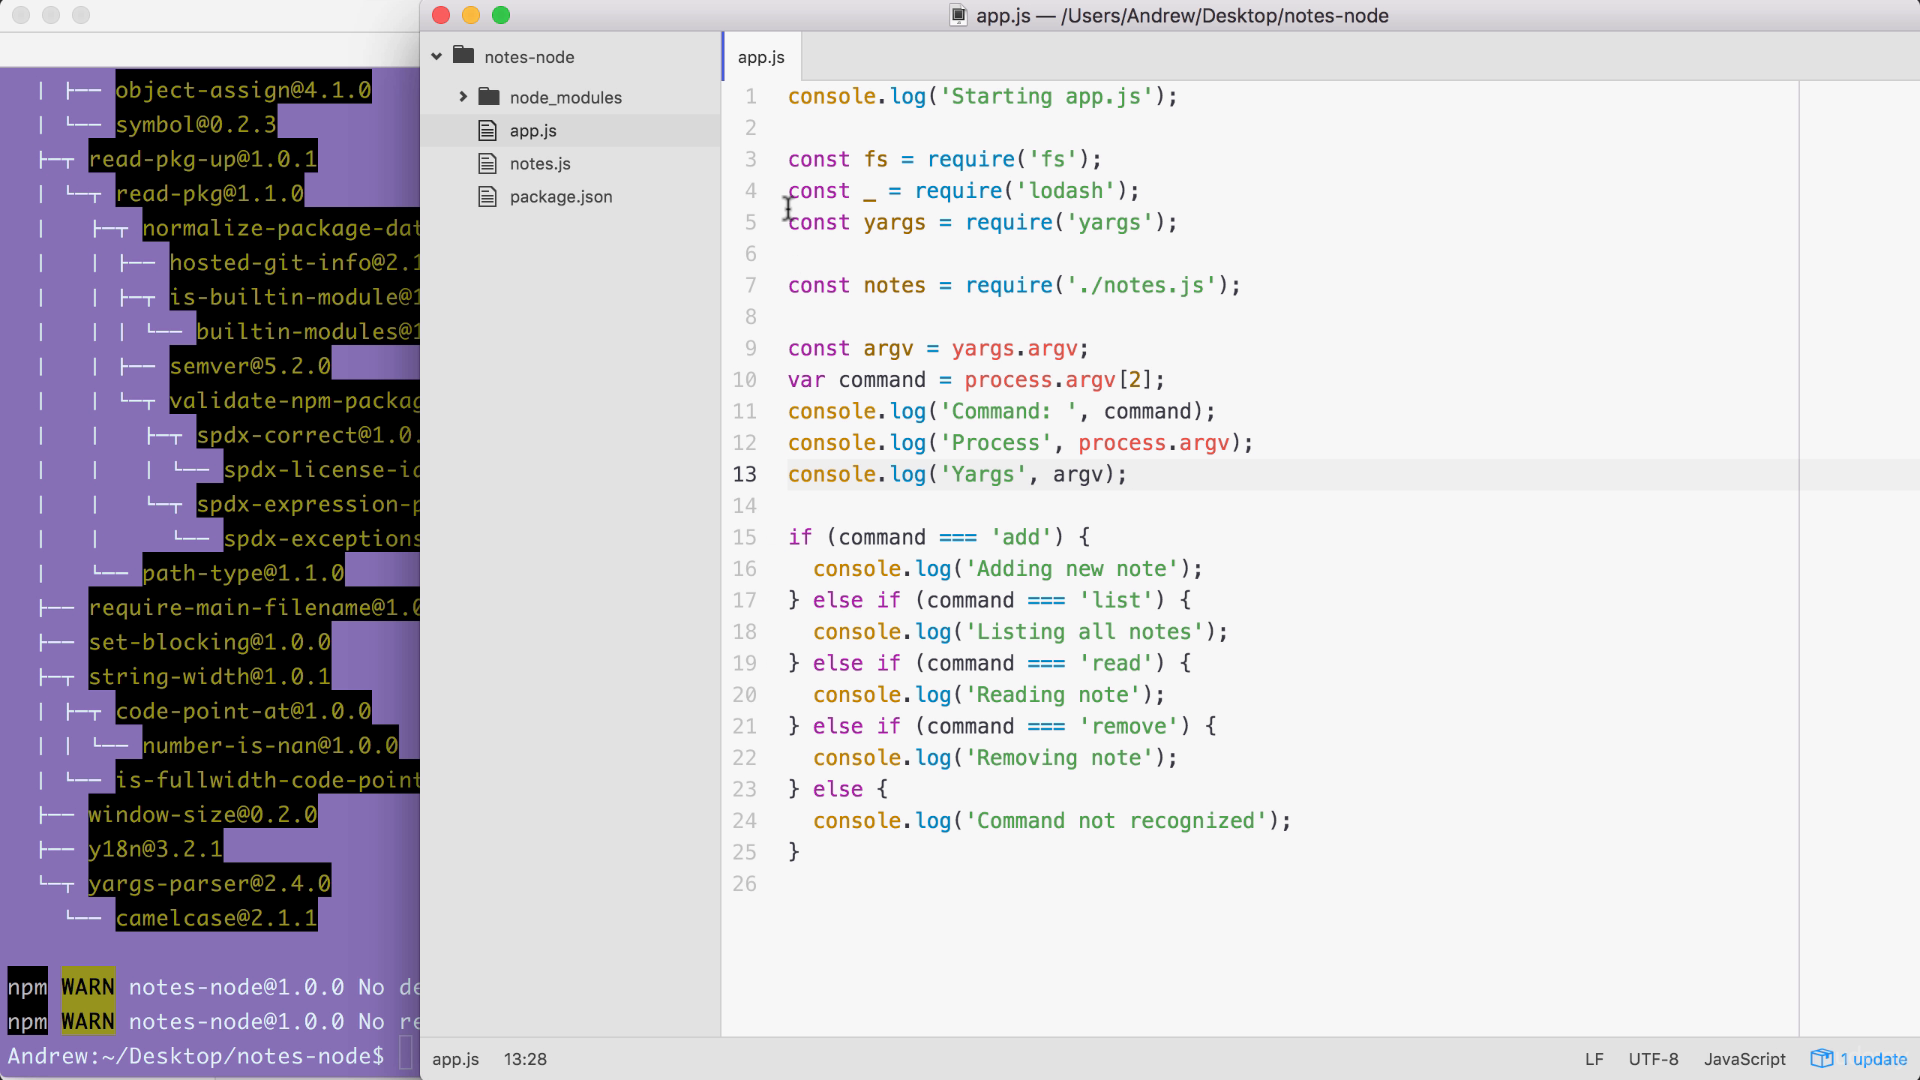 object-assign@4.1.0
symbol@0.2.3
read-pkg-up@1.0.1
read-pkg@1.1.0
normalize-package-dat
hosted-git-info@2.1
is-builtin-module@1
builtin-modules@1
semver@5.2.0
validate-npm-packag
spdx-correct@1.0.
spdx-license-id
spdx-expression-p
spdx-exceptions
path-type@1.1.0
require-main-filename@1.0
set-blocking@1.0.0
string-width@1.0.1
code-point-at@1.0.0
number-is-nan@1.0.0
is-fullwidth-code-point
window-size@0.2.0
y18n@3.2.1
yargs-parser@2.4.0
camelcase@2.1.1
npm WARN notes-node@1.0.0 No de
npm WARN notes-node@1.0.0 No re
Andrew:~/Desktop/notes-node$
app.js — /Users/Andrew/Desktop/notes-node
notes-node
node_modules
app.js
notes.js
package.json
app.js
1 console.log('Starting app.js');
2
3 const fs = require('fs');
4 const _ = require('lodash');
5 const yargs = require('yargs');
6
7 const notes = require('./notes.js');
8
9 const argv = yargs.argv;
10 var command = process.argv[2];
11 console.log('Command: ', command);
12 console.log('Process', process.argv);
13 console.log('Yargs', argv);
14
15 if (command === 'add') {
16 console.log('Adding new note');
17 } else if (command === 'list') {
18 console.log('Listing all notes');
19 } else if (command === 'read') {
20 console.log('Reading note');
21 } else if (command === 'remove') {
22 console.log('Removing note');
23 } else {
24 console.log('Command not recognized');
25 }
26
app.js 13:28
LF UTF-8 JavaScript 1 update